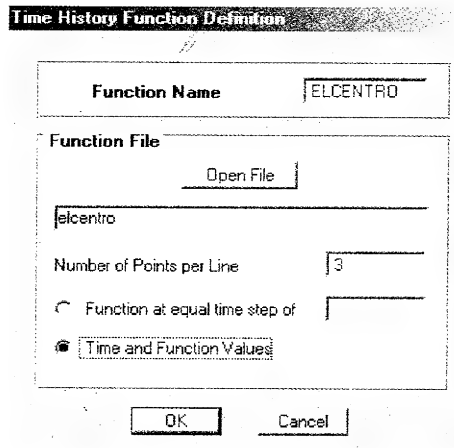 Time History Function Definition
Function Name ELCENTRO
Function File
Open File
elcentro
Number of Points per Line 3
Function at equal time step of
Time and Function Values
OK Cancel